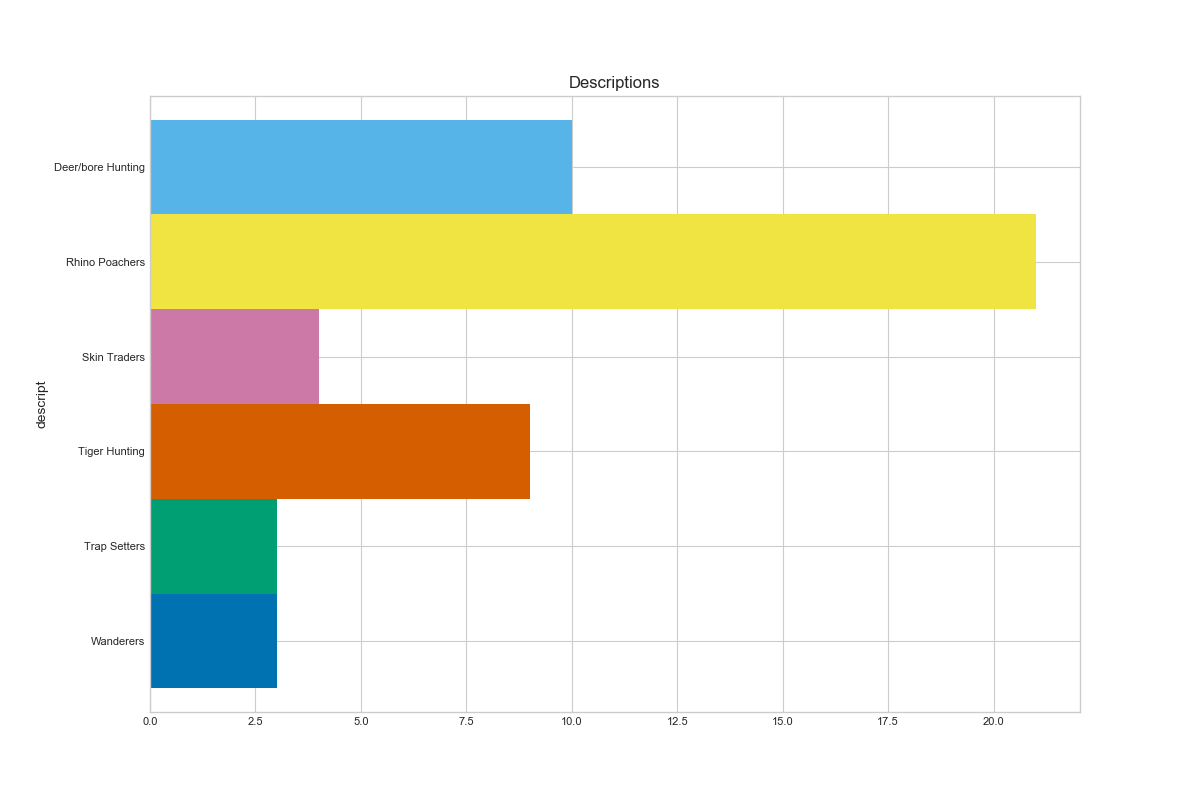 Descriptions
descript
Deer/bore Hunting
Rhino Poachers
Skin Traders
Tiger Hunting
Trap Setters
Wanderers
0.0 2.5 5.0 7.5 10.0 12.5 15.0 17.5 20.0